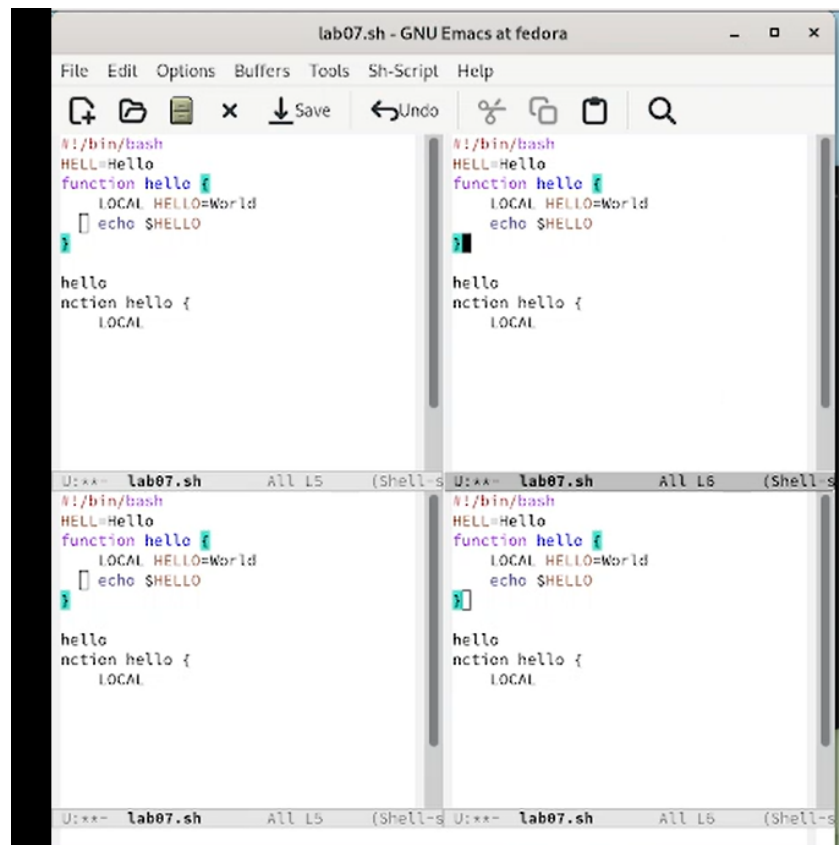 lab07.sh - GNU Emacs at fedora
File Edit Options Buffers Tools Sh-Script Help
Save Undo
#!/bin/bash
HELL=Hello
function hello {
LOCAL HELLO=World
echo $HELLO
}
hello
nction hello {
LOCAL
U:**- lab07.sh All L5 (Shell-s
#!/bin/bash
HELL=Hello
function hello {
LOCAL HELLO=World
echo $HELLO
}
hello
nction hello {
LOCAL
U:**- lab07.sh All L6 (Shell-s
#!/bin/bash
HELL=Hello
function hello {
LOCAL HELLO=World
echo $HELLO
}
hello
nction hello {
LOCAL
U:**- lab07.sh All L5 (Shell-s
#!/bin/bash
HELL=Hello
function hello {
LOCAL HELLO=World
echo $HELLO
}
hello
nction hello {
LOCAL
U:**- lab07.sh All L6 (Shell-s